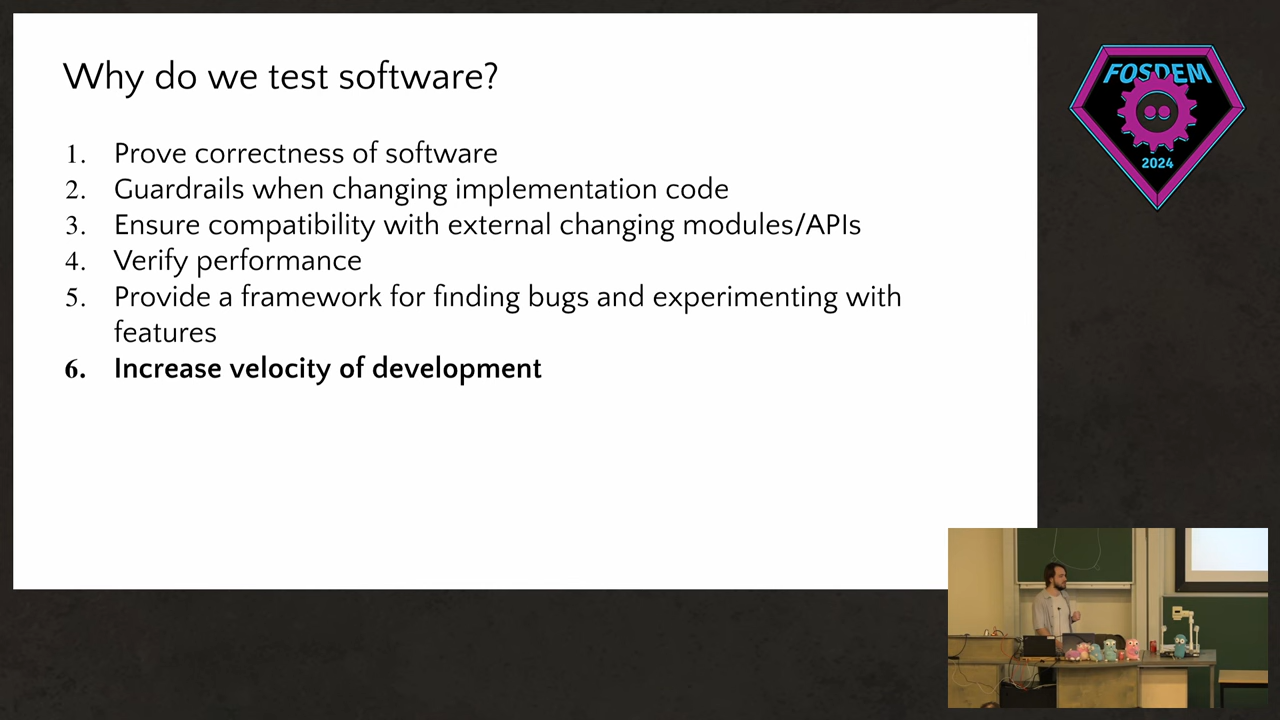 Why do we test software?
1. Prove correctness of software
2. Guardrails when changing implementation code
3. Ensure compatibility with external changing modules/APIs
4. Verify performance
5. Provide a framework for finding bugs and experimenting with
features
6. Increase velocity of development
FOSDEM
2024